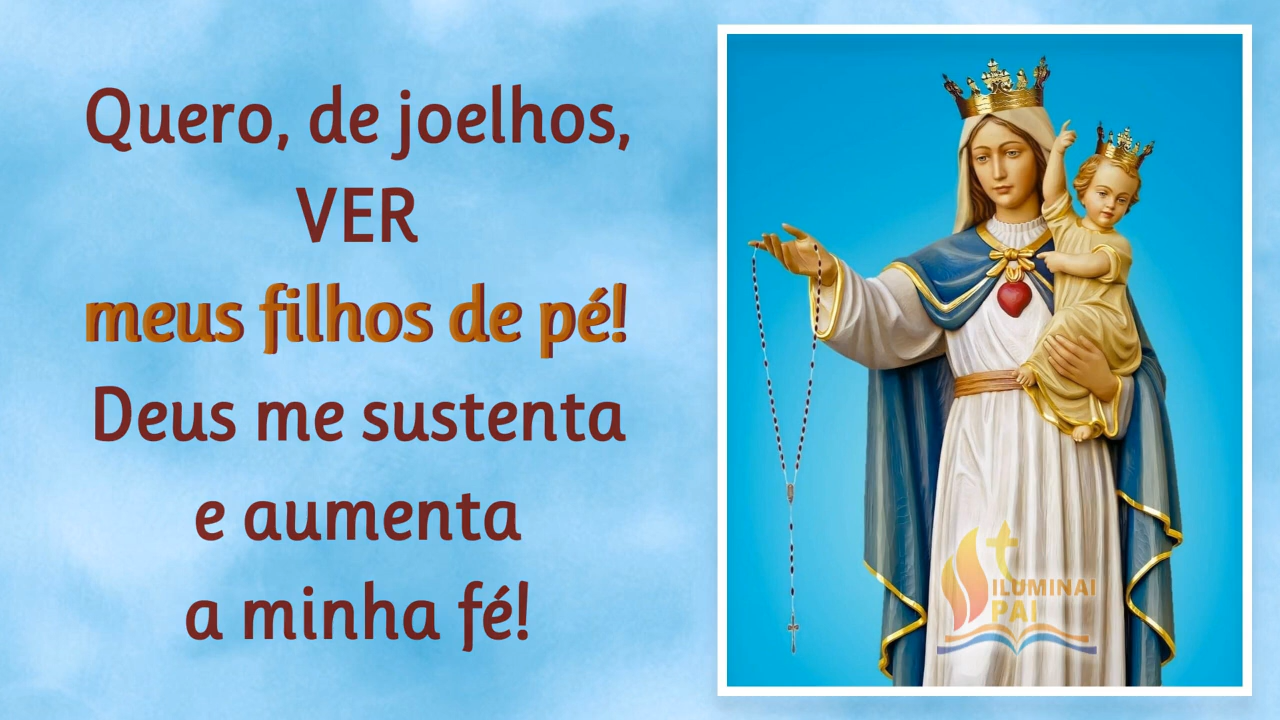 Quero, de joelhos,
VER
meus filhos de pé!
Deus me sustenta
e aumenta
a minha fé!
ILUMINAI
PAI